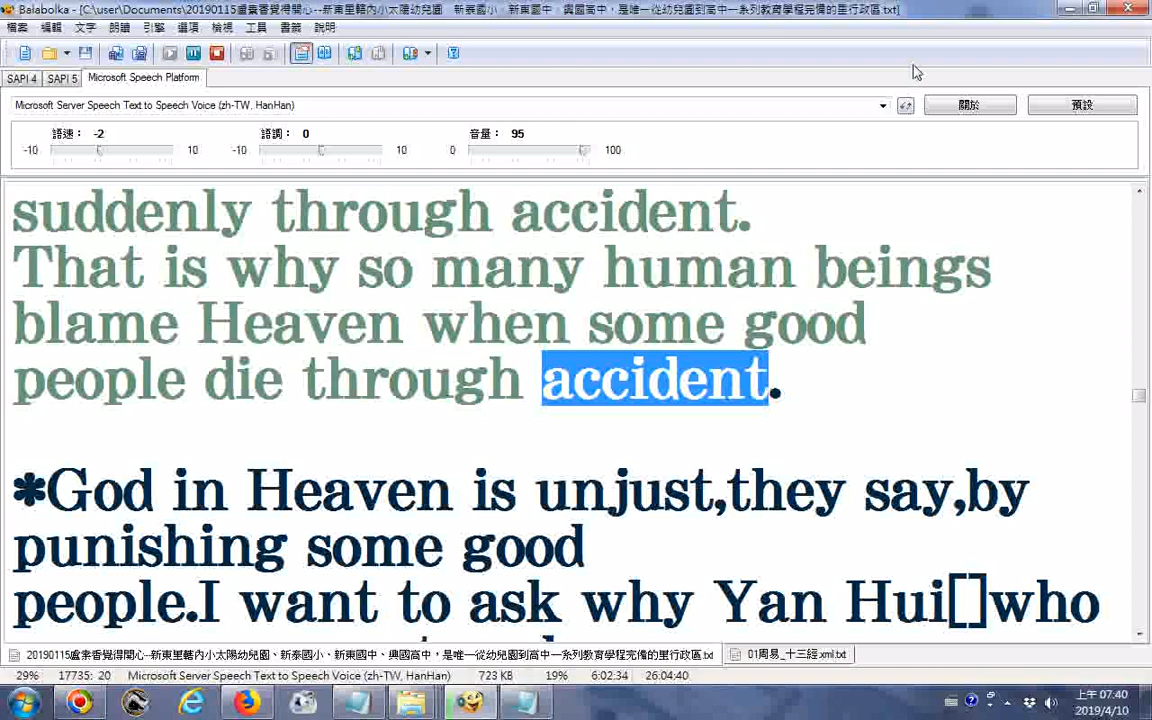 Balabolka - [C:\user\Documents\20190115盧彙香覺得開心--新東里轄內小太陽幼兒園 新泰國小、新東國中、興國高中，是唯一從幼兒園到高中一系列教育學程完備的里行政區.txt]
檔案 編輯 文字 朗讀 引擎 選項 檢視 工具 書籤 說明
SAPI 4 SAPI 5 Microsoft Speech Platform
Microsoft Server Speech Text to Speech Voice (zh-TW, HanHan) 關於 預設
語速： -2 語調： 0 音量： 95
-10 10 -10 10 0 100
suddenly through accident.
That is why so many human beings
blame Heaven when some good
people die through accident.
*God in Heaven is unjust,they say,by
punishing some good
people.I want to ask why Yan Hui[]who
20190115盧彙香覺得開心--新東里轄內小太陽幼兒園、新泰國小、新東國中、興國高中，是唯一從幼兒園到高中一系列教育學程完備的里行政區.txt 01周易_十三經.xml.txt
29% 17735: 20 Microsoft Server Speech Text to Speech Voice (zh-TW, HanHan) 723 KB 19% 6:02:34 26:04:40
上午 07:40
2019/4/10